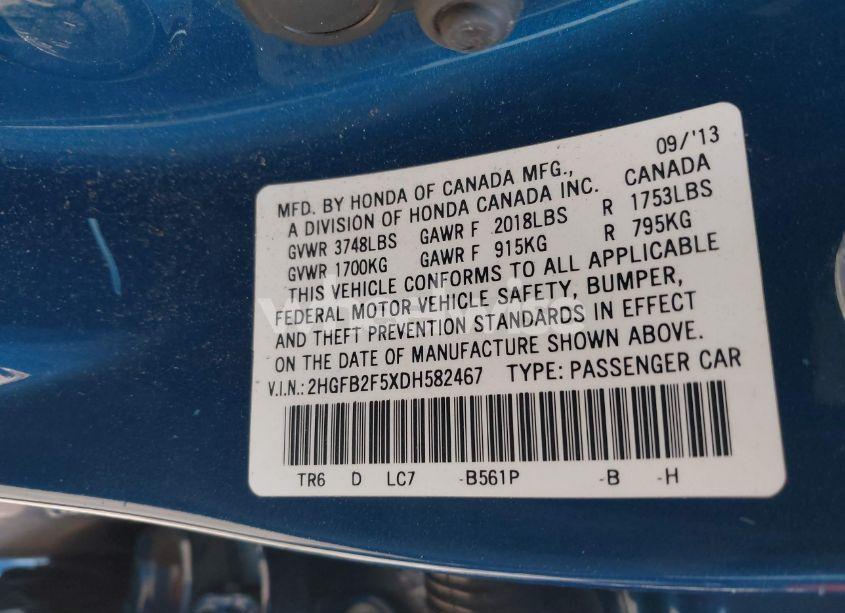 09/'13
MFD. BY HONDA OF CANADA MFG., CANADA
A DIVISION OF HONDA CANADA INC.
GVWR 3748LBS GAWR F 2018LBS R 1753LBS
GVWR 1700KG GAWR F 915KG R 795KG
THIS VEHICLE CONFORMS TO ALL APPLICABLE
FEDERAL MOTOR VEHICLE SAFETY, BUMPER,
AND THEFT PREVENTION STANDARDS IN EFFECT
ON THE DATE OF MANUFACTURE SHOWN ABOVE.
V.I.N.: 2HGFB2F5XDH582467 TYPE: PASSENGER CAR
TR6 D LC7 -B561P -B -H